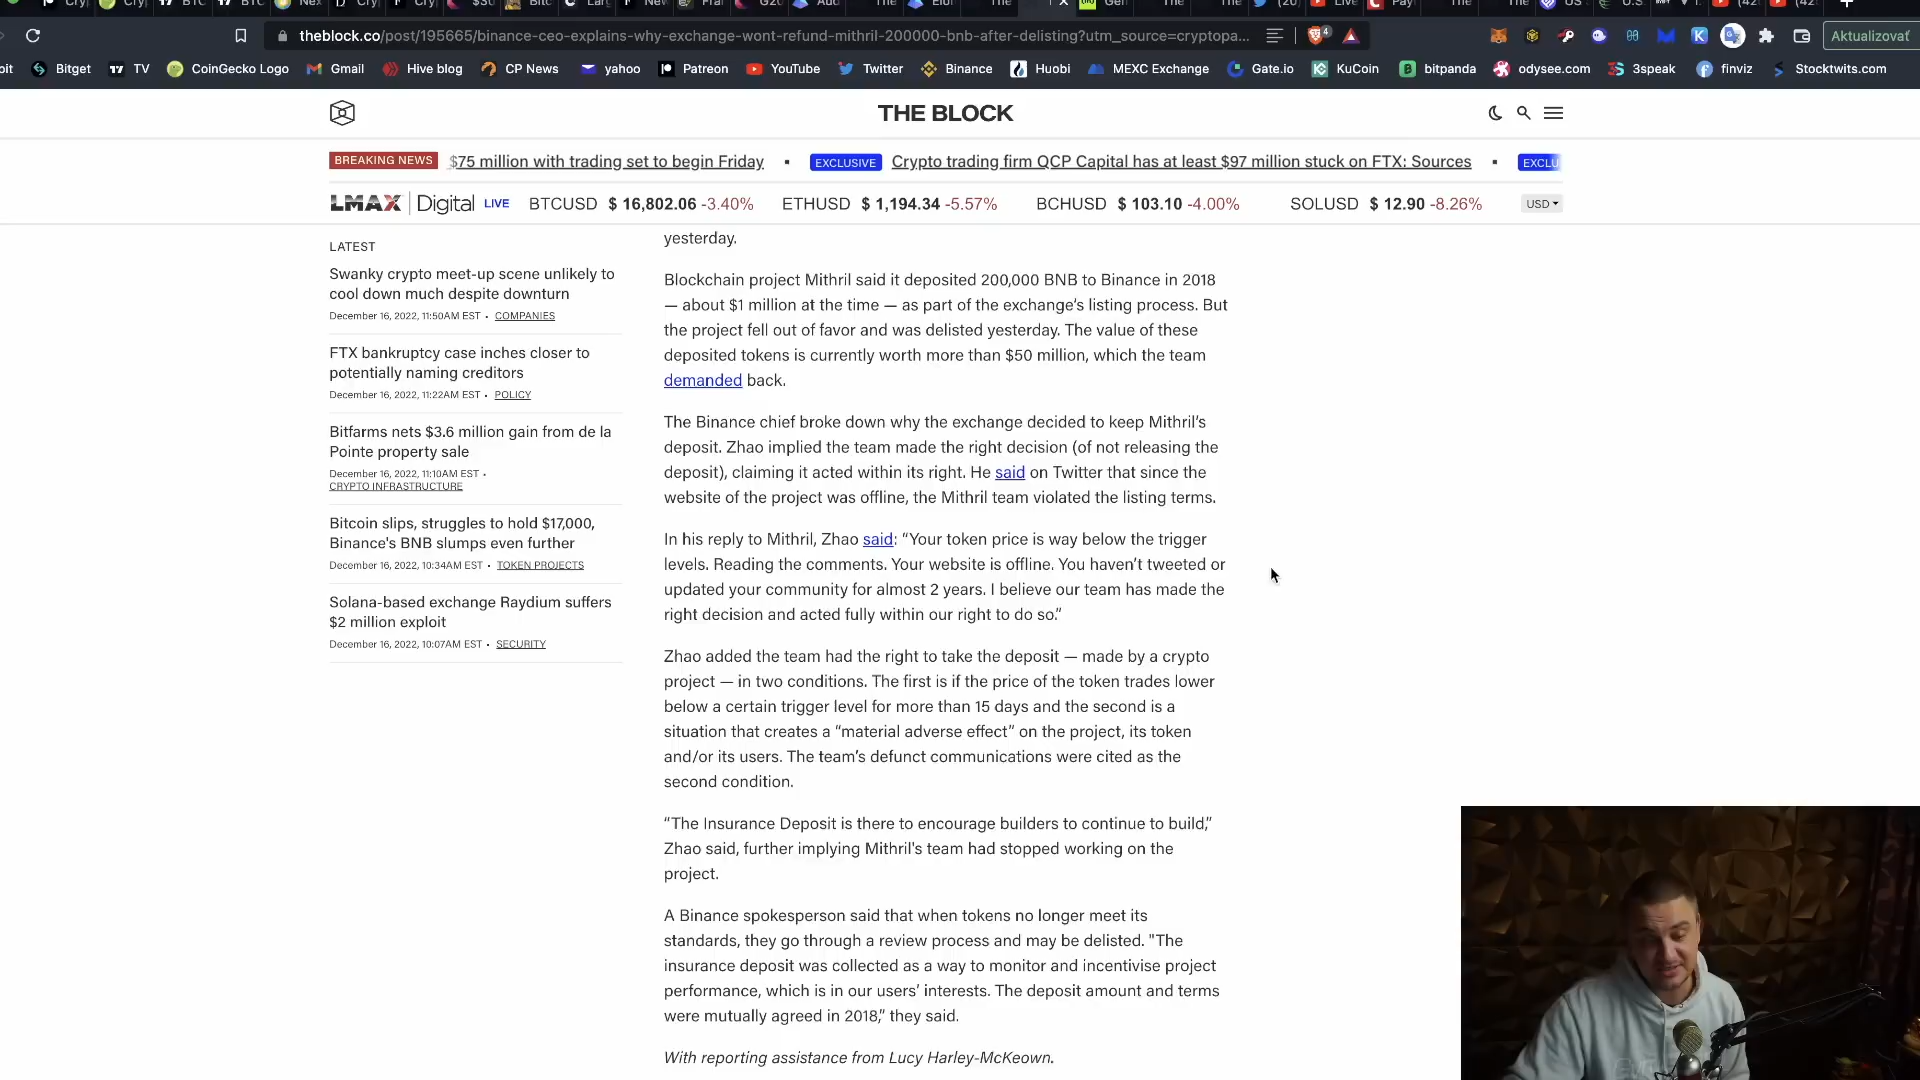 theblock.co/post/195665/binance-ceo-explains-why-exchange-wont-refund-mithril-200000-bnb-after-delisting?utm_source=cryptopa...
4
Aktualizovať
Bitget
TV
CoinGecko Logo
Gmail
Hive blog
CP News
yahoo
Patreon
YouTube
Twitter
Binance
Huobi
MEXC Exchange
Gate.io
KuCoin
bitpanda
odysee.com
3speak
finviz
Stocktwits.com
THE BLOCK
BREAKING NEWS $75 million with trading set to begin Friday ▪ EXCLUSIVE Crypto trading firm QCP Capital has at least $97 million stuck on FTX: Sources ▪ EXCLU
LMAX Digital LIVE BTCUSD $ 16,802.06 -3.40% ETHUSD $ 1,194.34 -5.57% BCHUSD $ 103.10 -4.00% SOLUSD $ 12.90 -8.26% USD
LATEST
Swanky crypto meet-up scene unlikely to
cool down much despite downturn
December 16, 2022, 11:50AM EST • COMPANIES
FTX bankruptcy case inches closer to
potentially naming creditors
December 16, 2022, 11:22AM EST • POLICY
Bitfarms nets $3.6 million gain from de la
Pointe property sale
December 16, 2022, 11:10AM EST •
CRYPTO INFRASTRUCTURE
Bitcoin slips, struggles to hold $17,000,
Binance's BNB slumps even further
December 16, 2022, 10:34AM EST • TOKEN PROJECTS
Solana-based exchange Raydium suffers
$2 million exploit
December 16, 2022, 10:07AM EST • SECURITY
yesterday.
Blockchain project Mithril said it deposited 200,000 BNB to Binance in 2018
— about $1 million at the time — as part of the exchange's listing process. But
the project fell out of favor and was delisted yesterday. The value of these
deposited tokens is currently worth more than $50 million, which the team
demanded back.
The Binance chief broke down why the exchange decided to keep Mithril's
deposit. Zhao implied the team made the right decision (of not releasing the
deposit), claiming it acted within its right. He said on Twitter that since the
website of the project was offline, the Mithril team violated the listing terms.
In his reply to Mithril, Zhao said: “Your token price is way below the trigger
levels. Reading the comments. Your website is offline. You haven't tweeted or
updated your community for almost 2 years. I believe our team has made the
right decision and acted fully within our right to do so.”
Zhao added the team had the right to take the deposit — made by a crypto
project — in two conditions. The first is if the price of the token trades lower
below a certain trigger level for more than 15 days and the second is a
situation that creates a “material adverse effect” on the project, its token
and/or its users. The team's defunct communications were cited as the
second condition.
“The Insurance Deposit is there to encourage builders to continue to build,”
Zhao said, further implying Mithril's team had stopped working on the
project.
A Binance spokesperson said that when tokens no longer meet its
standards, they go through a review process and may be delisted. "The
insurance deposit was collected as a way to monitor and incentivise project
performance, which is in our users’ interests. The deposit amount and terms
were mutually agreed in 2018,” they said.
With reporting assistance from Lucy Harley-McKeown.